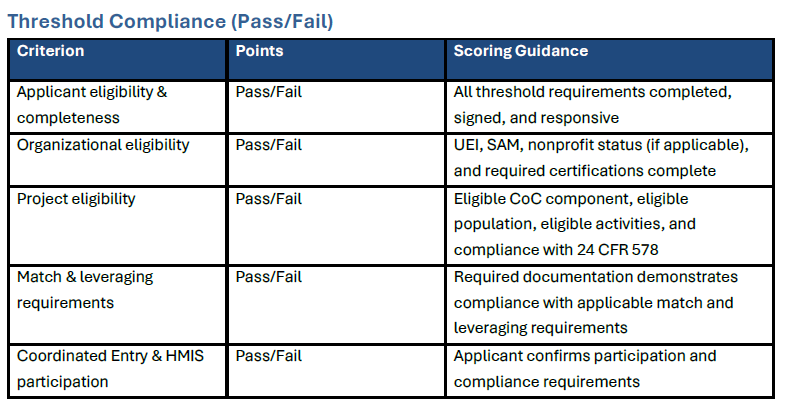 Threshold Compliance (Pass/Fail)
Criterion
Points
Scoring Guidance
Applicant eligibility &
completeness
Pass/Fail
All threshold requirements completed,
signed, and responsive
Organizational eligibility
Pass/Fail
UEI, SAM, nonprofit status (if applicable),
and required certifications complete
Project eligibility
Pass/Fail
Eligible CoC component, eligible
population, eligible activities, and
compliance with 24 CFR 578
Match & leveraging
requirements
Pass/Fail
Required documentation demonstrates
compliance with applicable match and
leveraging requirements
Coordinated Entry & HMIS
participation
Pass/Fail
Applicant confirms participation and
compliance requirements